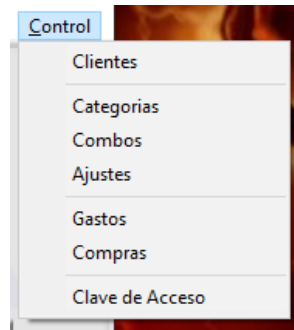 Control
Clientes
Categorias
Combos
Ajustes
Gastos
Compras
Clave de Acceso